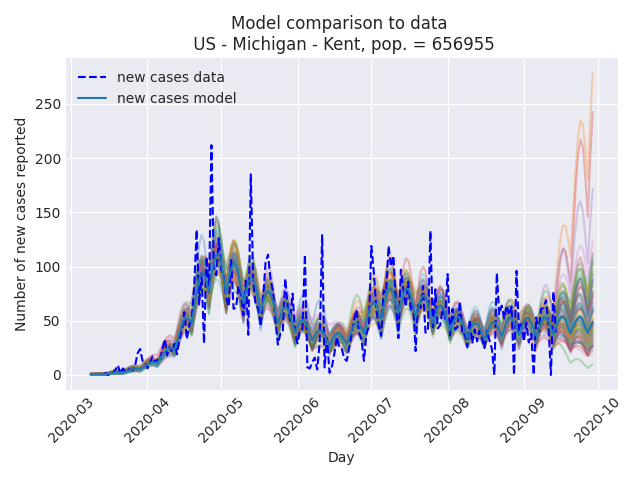 Model comparison to data
US - Michigan - Kent, pop. = 656955
new cases data
new cases model
Number of new cases reported
250
200
150
100
50
0
2020-03
2020-04
2020-05
2020-06
2020-07
2020-08
2020-09
2020-10
Day